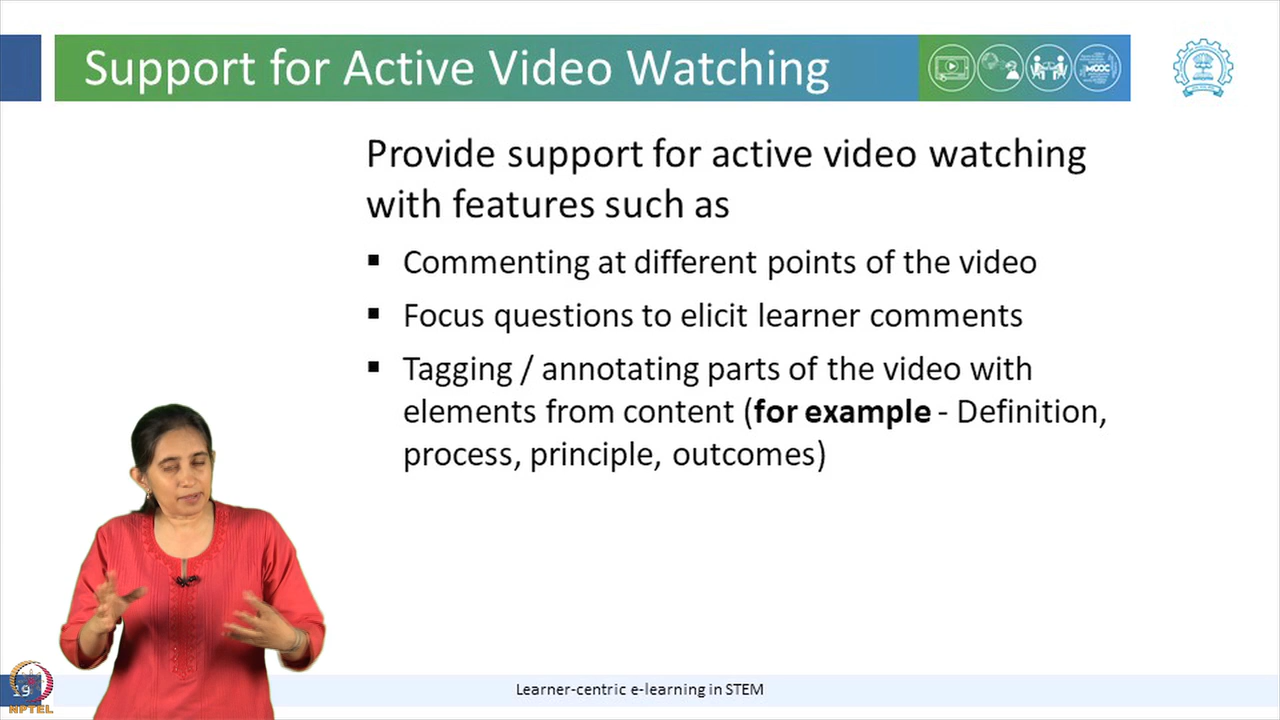 Support for Active Video Watching
MOOC
Provide support for active video watching
with features such as
▪ Commenting at different points of the video
▪ Focus questions to elicit learner comments
▪ Tagging / annotating parts of the video with
elements from content (for example - Definition,
process, principle, outcomes)
19
NPTEL
Learner-centric e-learning in STEM